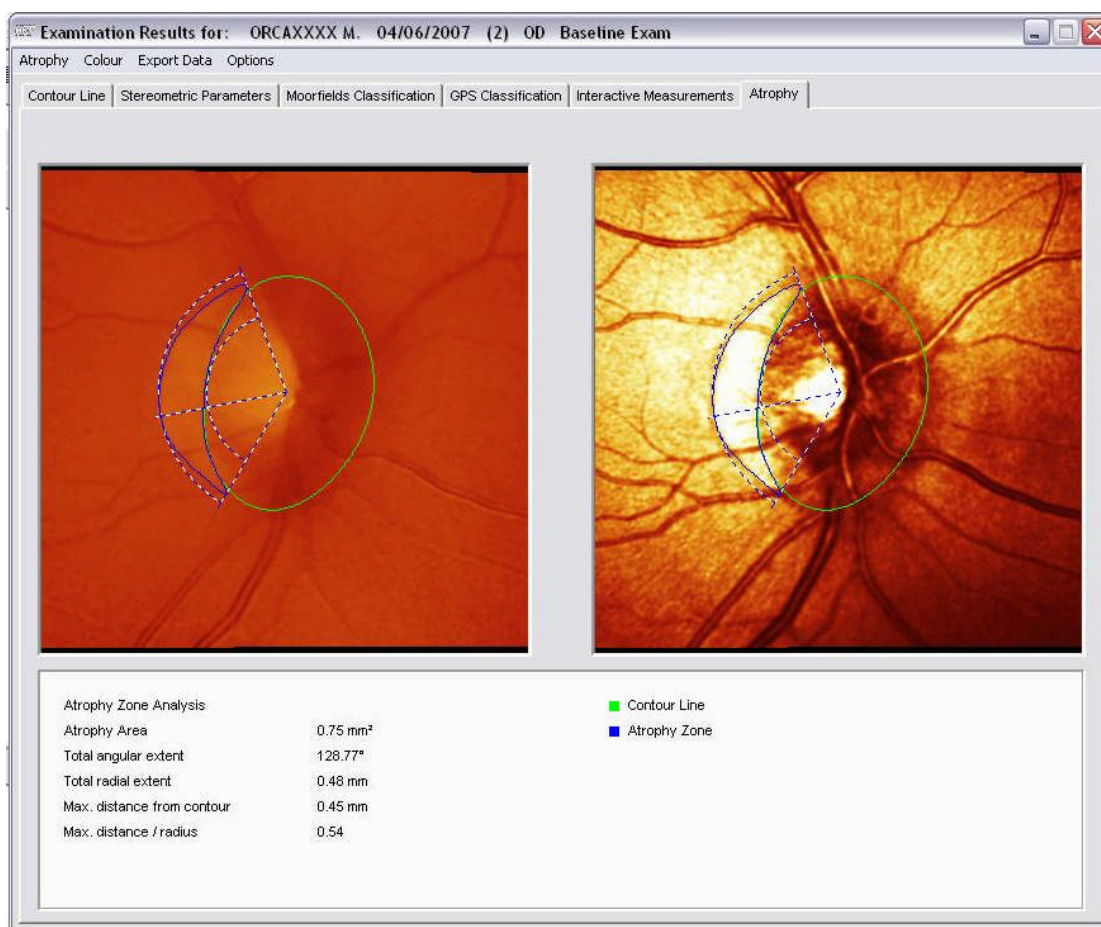 Examination Results for: ORCAXXXX M. 04/06/2007 (2) OD Baseline Exam
Atrophy Colour Export Data Options
Contour Line Stereometric Parameters Moorfields Classification GPS Classification Interactive Measurements Atrophy
Atrophy Zone Analysis
Atrophy Area 0.75 mm²
Total angular extent 128.77°
Total radial extent 0.48 mm
Max. distance from contour 0.45 mm
Max. distance / radius 0.54
Contour Line
Atrophy Zone